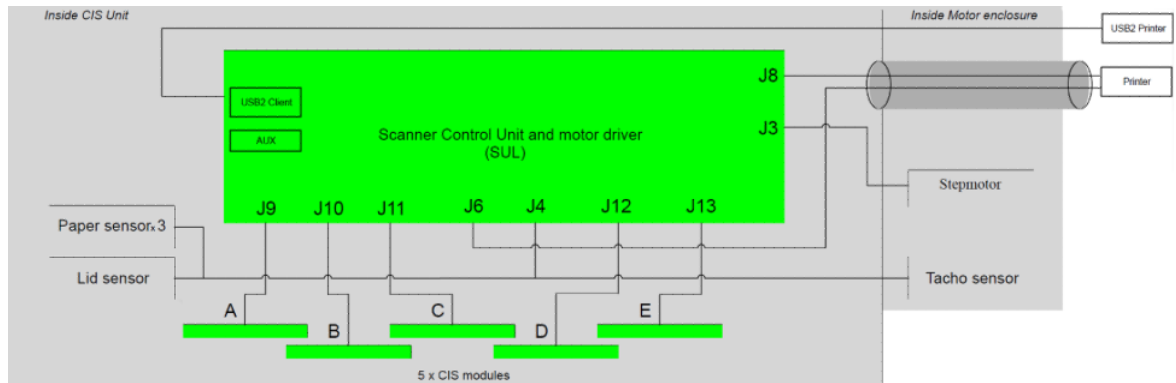 Inside CIS Unit
Inside Motor enclosure
USB2 Printer
J8
Printer
USB2 Client
AUX
Scanner Control Unit and motor driver
(SUL)
J3
Stepmotor
J9 J10 J11 J6 J4 J12 J13
Paper sensor x 3
Lid sensor
Tacho sensor
A B C D E
5 x CIS modules